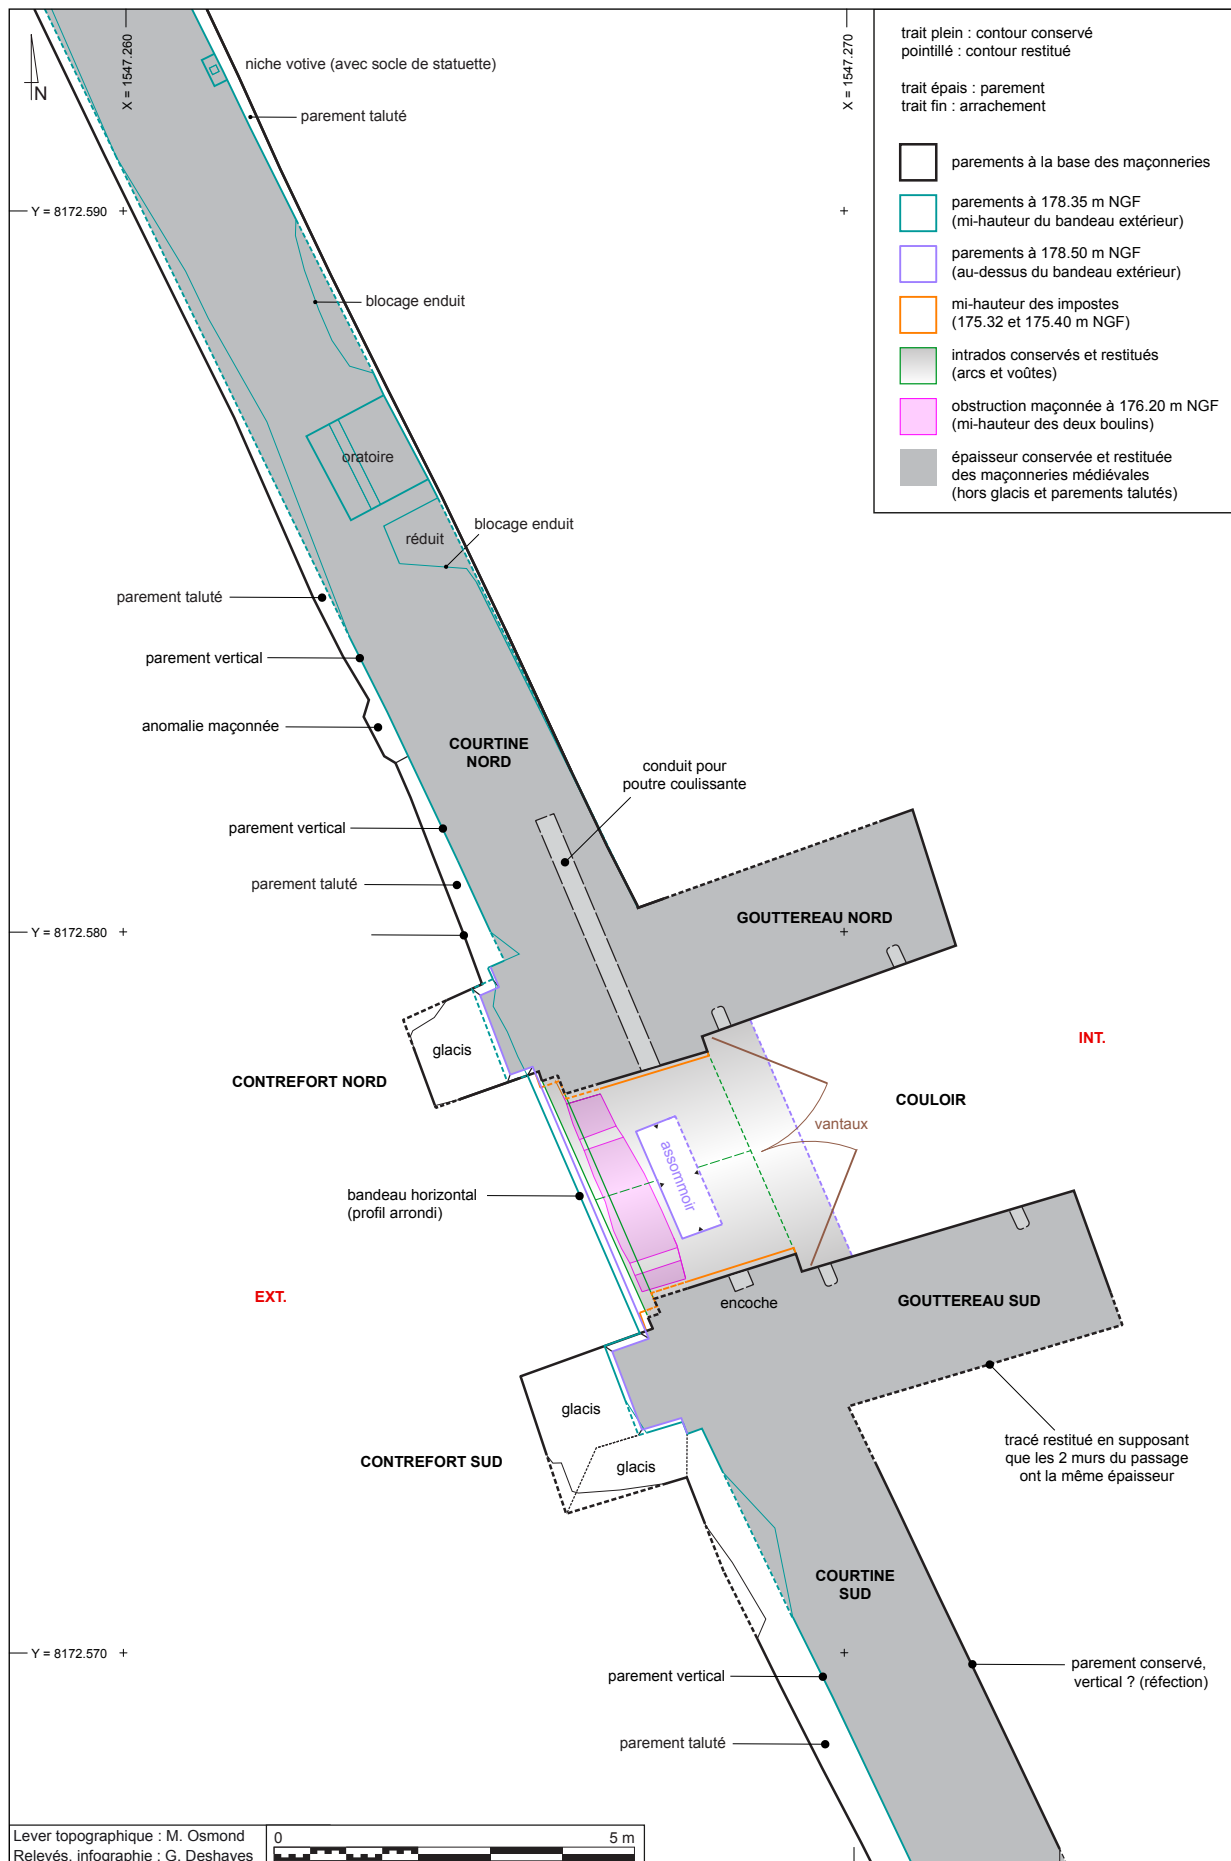 X = 1547.260
X = 1547.270
N
niche votive (avec socle de statuette)
parement taluté
Y = 8172.590
blocage enduit
oratoire
blocage enduit
réduit
parement taluté
parement vertical
anomalie maçonnée
COURTINE
NORD
conduit pour
poutre coulissante
parement vertical
parement taluté
GOUTTEREAU NORD
Y = 8172.580
glacis
CONTREFORT NORD
INT.
COULOIR
vantaux
assommoir
bandeau horizontal
(profil arrondi)
EXT.
encoche
GOUTTEREAU SUD
glacis
CONTREFORT SUD
glacis
tracé restitué en supposant
que les 2 murs du passage
ont la même épaisseur
COURTINE
SUD
Y = 8172.570
parement vertical
parement conservé,
vertical ? (réfection)
parement taluté
Lever topographique : M. Osmond
Relevés, infographie : G. Deshayes
0
5 m
trait plein : contour conservé
pointillé : contour restitué
trait épais : parement
trait fin : arrachement
parements à la base des maçonneries
parements à 178.35 m NGF
(mi-hauteur du bandeau extérieur)
parements à 178.50 m NGF
(au-dessus du bandeau extérieur)
mi-hauteur des impostes
(175.32 et 175.40 m NGF)
intrados conservés et restitués
(arcs et voûtes)
obstruction maçonnée à 176.20 m NGF
(mi-hauteur des deux boulins)
épaisseur conservée et restituée
des maçonneries médiévales
(hors glacis et parements talutés)